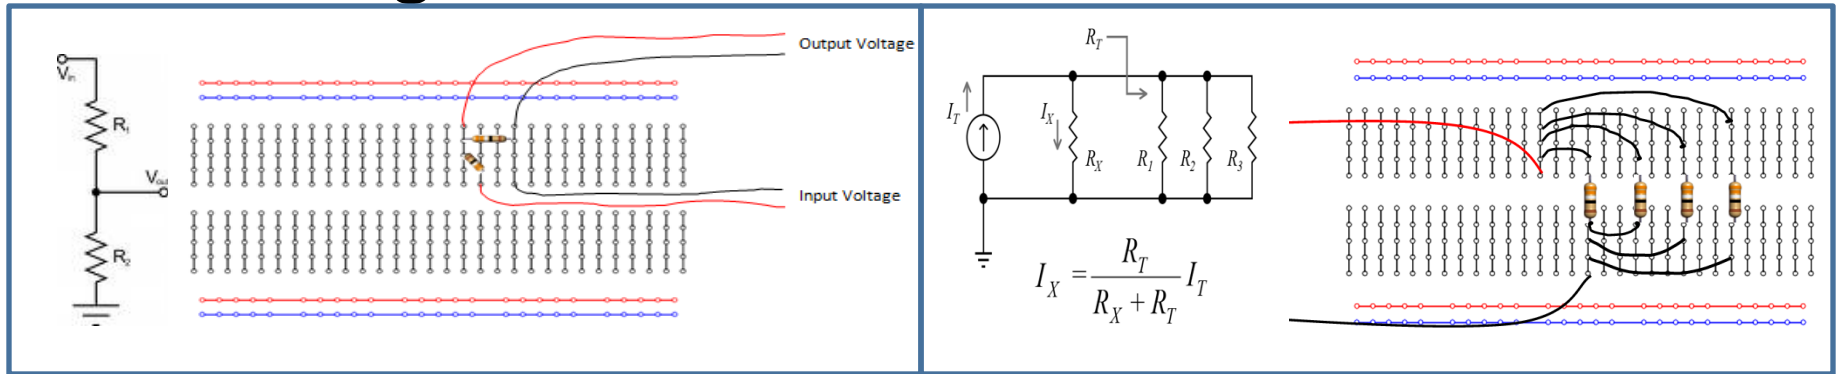 Output Voltage
Vin
R1
Vout
Input Voltage
R2
RT
IT
IX
RX
R1
R2
R3
IX = RT / (RX + RT) IT